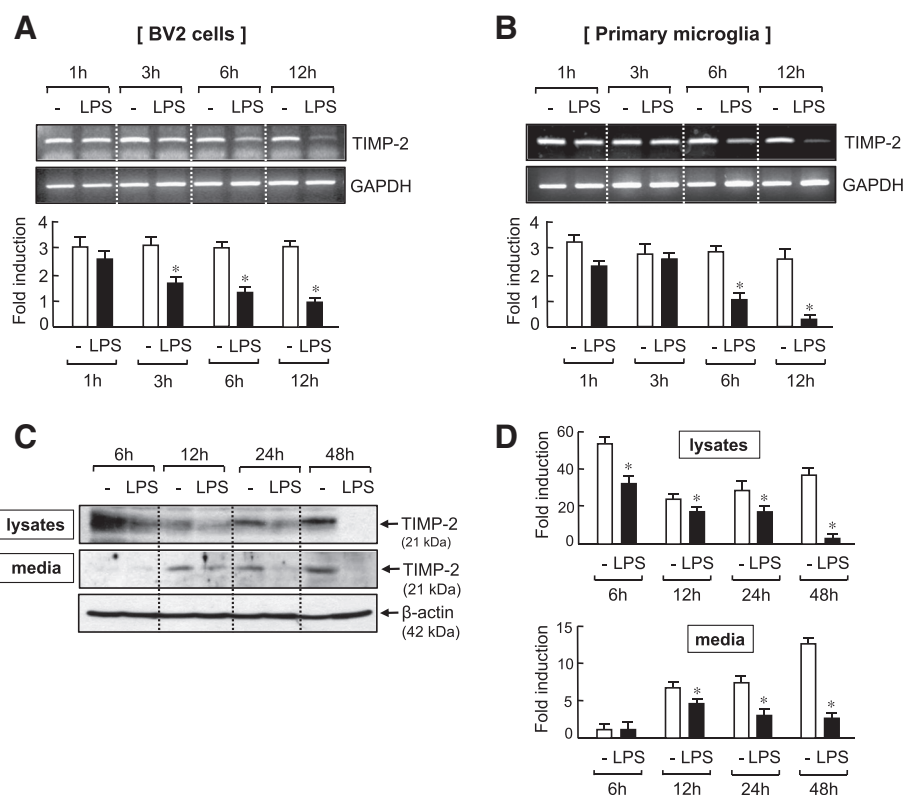 A
[ BV2 cells ]
1h 3h 6h 12h
- LPS - LPS - LPS - LPS
TIMP-2
GAPDH
Fold induction
4
3
2
1
0
* * *
- LPS - LPS - LPS - LPS
1h 3h 6h 12h
B
[ Primary microglia ]
1h 3h 6h 12h
- LPS - LPS - LPS - LPS
TIMP-2
GAPDH
Fold induction
4
3
2
1
0
* *
- LPS - LPS - LPS - LPS
1h 3h 6h 12h
C
6h 12h 24h 48h
- LPS - LPS - LPS - LPS
lysates
TIMP-2
(21 kDa)
media
TIMP-2
(21 kDa)
β-actin
(42 kDa)
D
lysates
Fold induction
60
40
20
0
* * * *
- LPS - LPS - LPS - LPS
6h 12h 24h 48h
media
Fold induction
15
10
5
0
* * *
- LPS - LPS - LPS - LPS
6h 12h 24h 48h